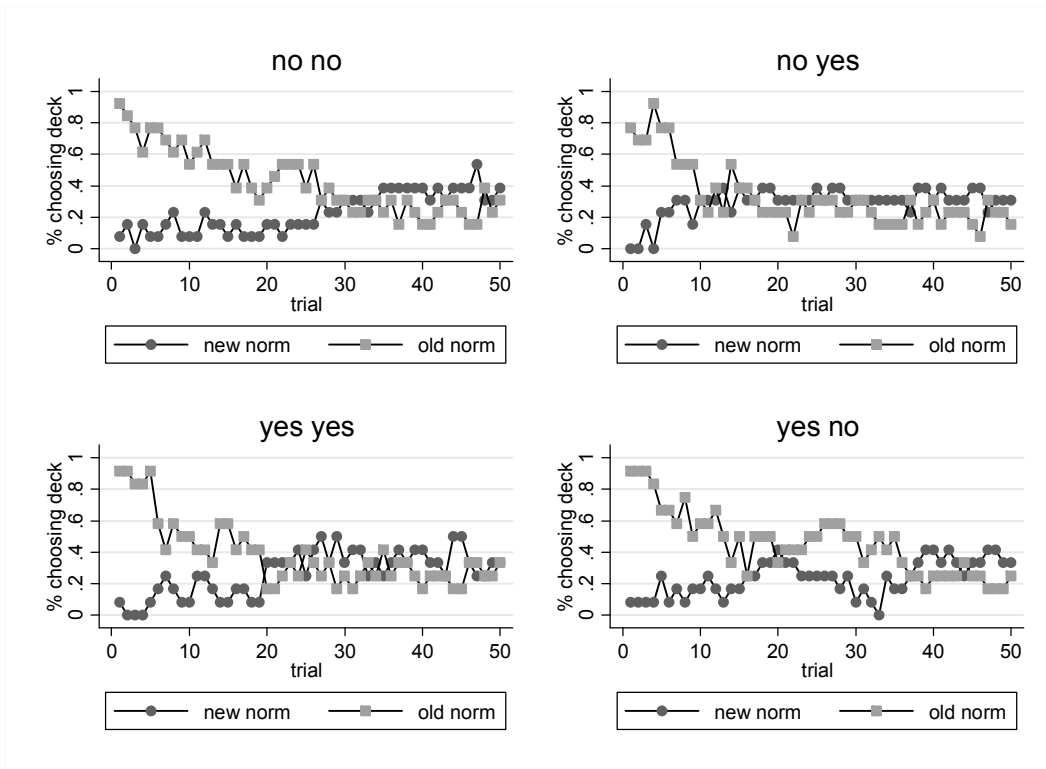 no no
% choosing deck
0 .2 .4 .6 .8 1
0 10 20 30 40 50
trial
new norm old norm
no yes
% choosing deck
0 .2 .4 .6 .8 1
0 10 20 30 40 50
trial
new norm old norm
yes yes
% choosing deck
0 .2 .4 .6 .8 1
0 10 20 30 40 50
trial
new norm old norm
yes no
% choosing deck
0 .2 .4 .6 .8 1
0 10 20 30 40 50
trial
new norm old norm